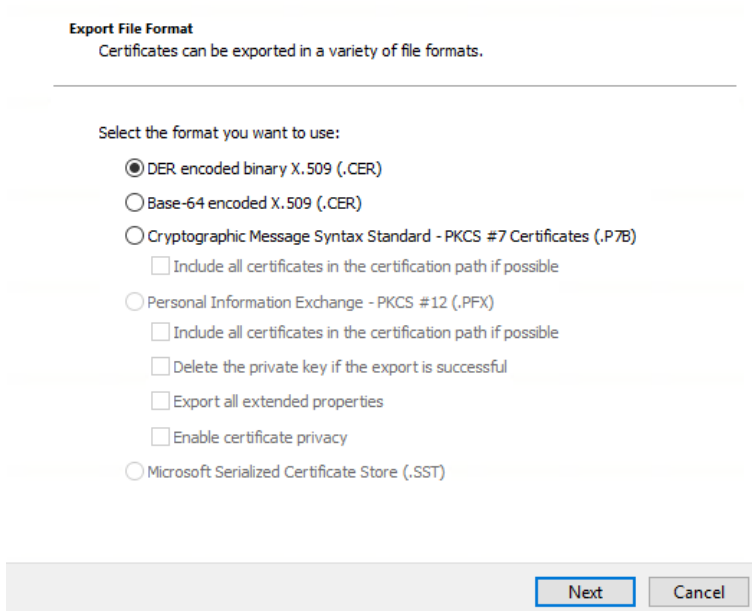 Export File Format
Certificates can be exported in a variety of file formats.
Select the format you want to use:
DER encoded binary X.509 (.CER)
Base-64 encoded X.509 (.CER)
Cryptographic Message Syntax Standard - PKCS #7 Certificates (.P7B)
Include all certificates in the certification path if possible
Personal Information Exchange - PKCS #12 (.PFX)
Include all certificates in the certification path if possible
Delete the private key if the export is successful
Export all extended properties
Enable certificate privacy
Microsoft Serialized Certificate Store (.SST)
Next Cancel